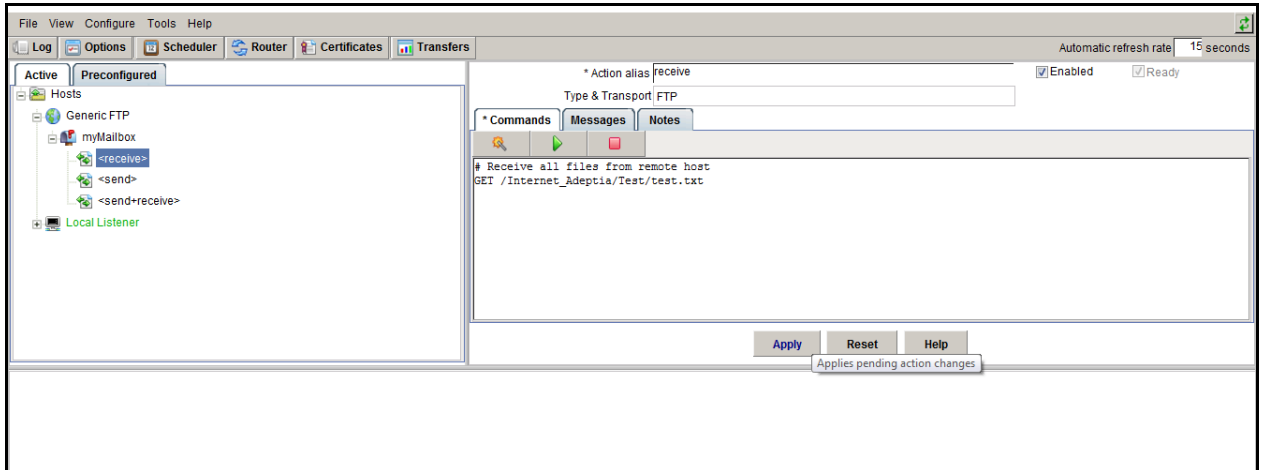 File View Configure Tools Help
Log Options Scheduler Router Certificates Transfers Automatic refresh rate 15 seconds
Active Preconfigured
Hosts
Generic FTP
myMailbox
<receive>
<send>
<send+receive>
Local Listener
* Action alias receive Enabled Ready
Type & Transport FTP
* Commands Messages Notes
# Receive all files from remote host
GET /Internet_Adeptia/Test/test.txt
Apply Reset Help
Applies pending action changes